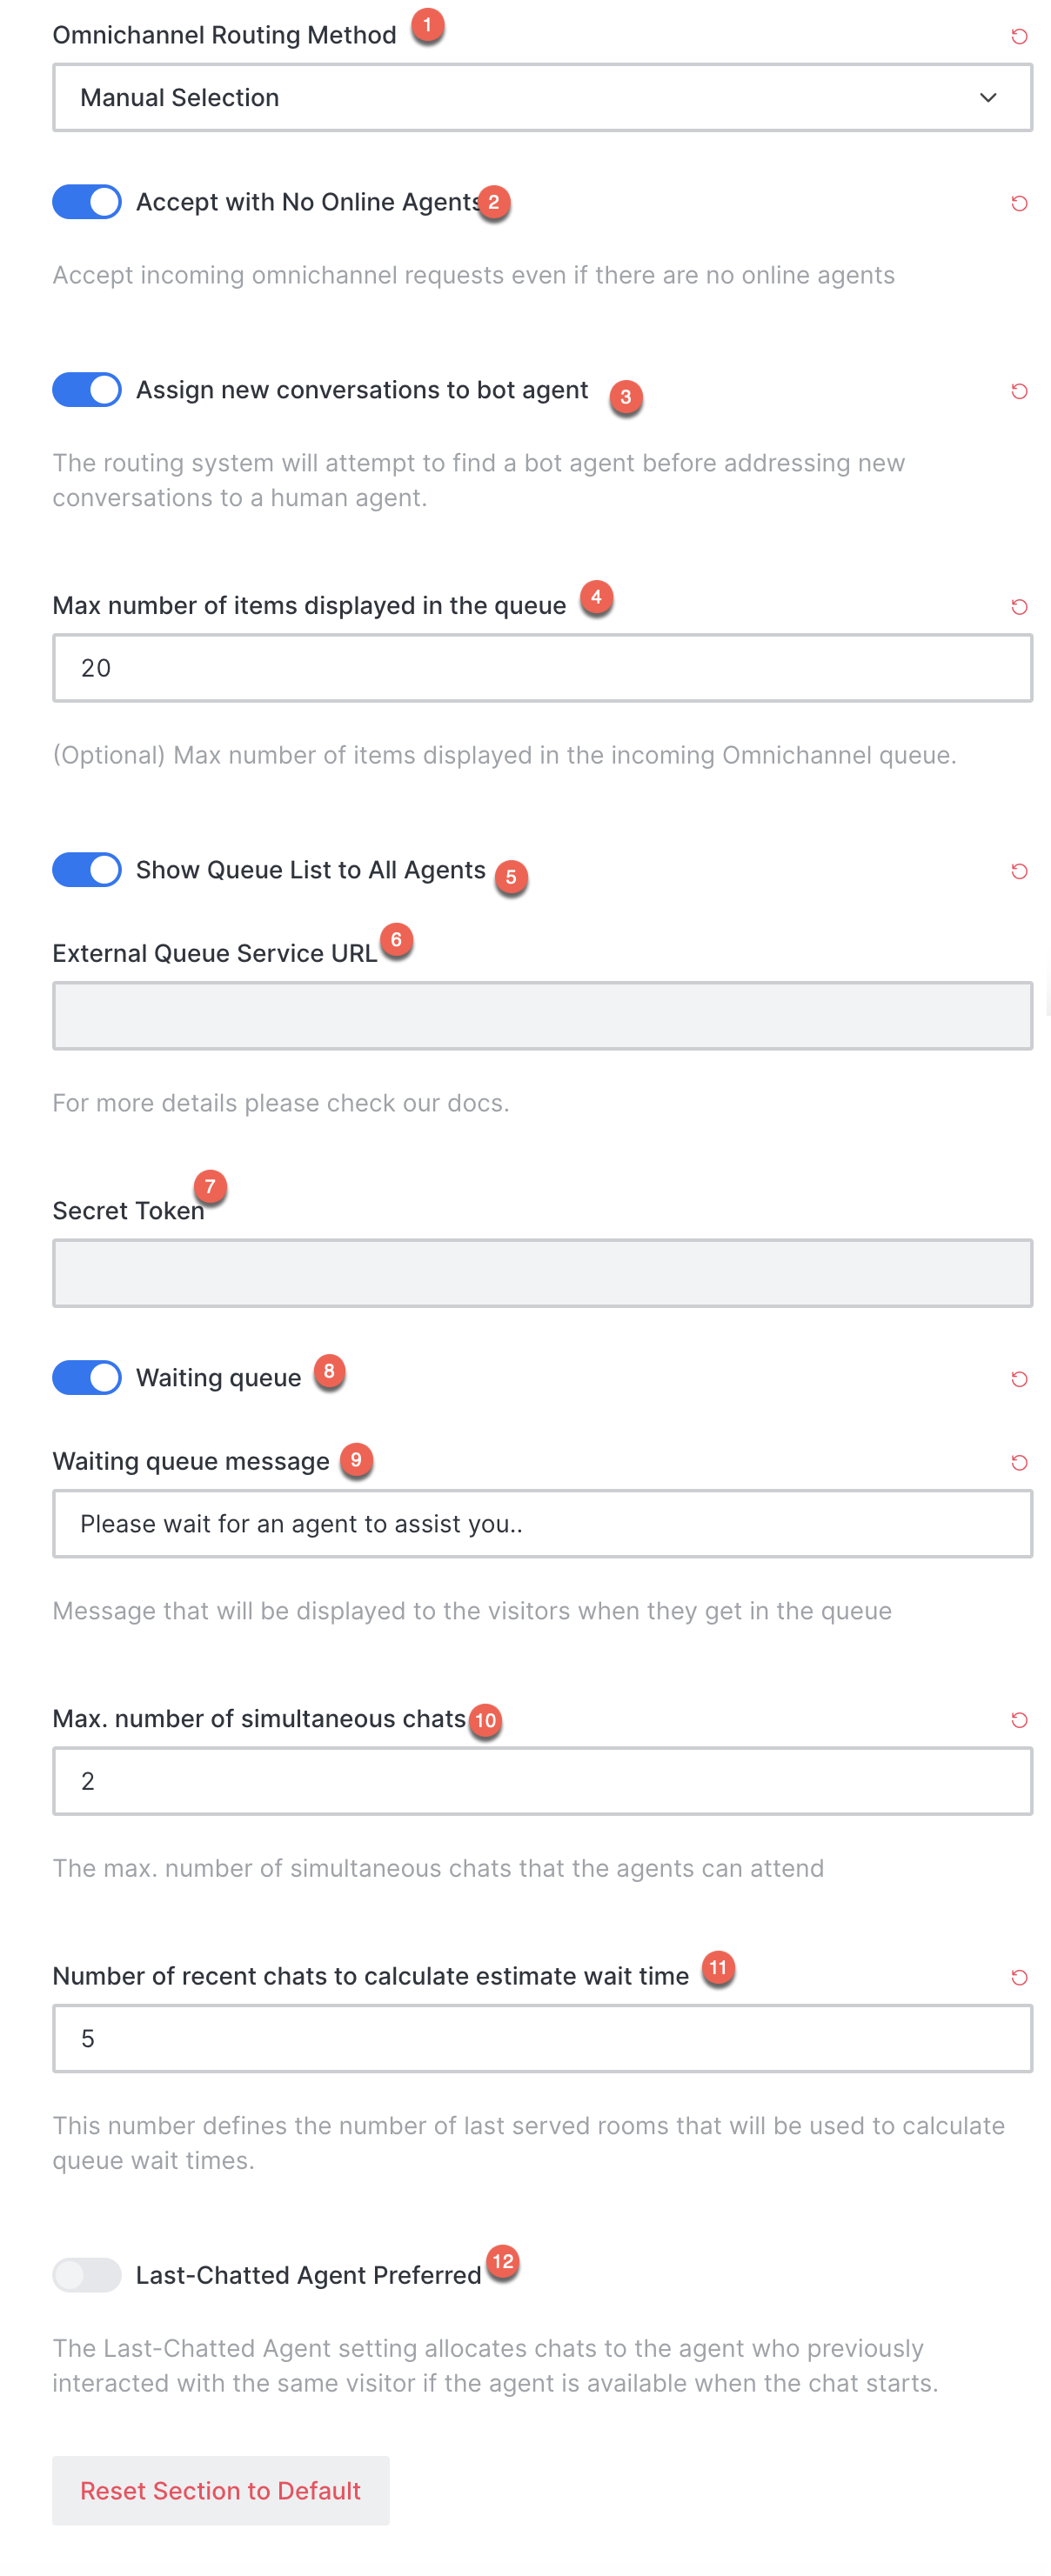 Omnichannel Routing Method 1
Manual Selection
Accept with No Online Agents 2
Accept incoming omnichannel requests even if there are no online agents
Assign new conversations to bot agent 3
The routing system will attempt to find a bot agent before addressing new
conversations to a human agent.
Max number of items displayed in the queue 4
20
(Optional) Max number of items displayed in the incoming Omnichannel queue.
Show Queue List to All Agents 5
External Queue Service URL 6
For more details please check our docs.
Secret Token 7
Waiting queue 8
Waiting queue message 9
Please wait for an agent to assist you..
Message that will be displayed to the visitors when they get in the queue
Max. number of simultaneous chats 10
2
The max. number of simultaneous chats that the agents can attend
Number of recent chats to calculate estimate wait time 11
5
This number defines the number of last served rooms that will be used to calculate
queue wait times.
Last-Chatted Agent Preferred 12
The Last-Chatted Agent setting allocates chats to the agent who previously
interacted with the same visitor if the agent is available when the chat starts.
Reset Section to Default